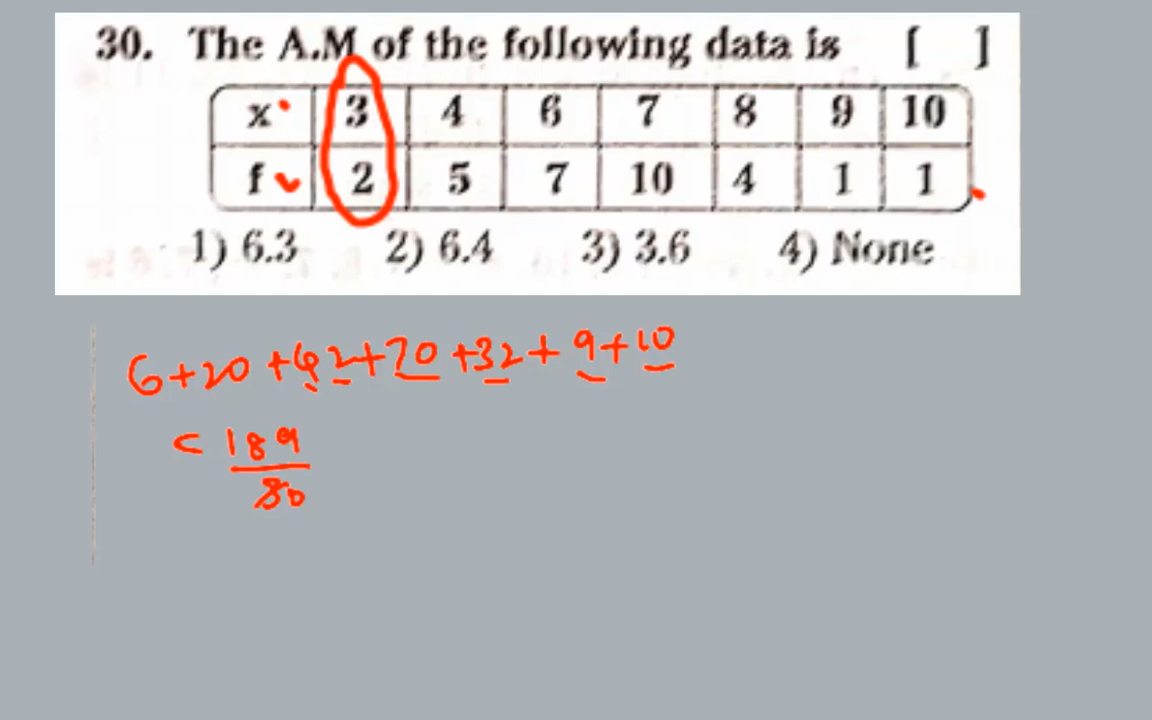 30. The A.M of the following data is [ ]
x 3 4 6 7 8 9 10
f 2 5 7 10 4 1 1
1) 6.3 2) 6.4 3) 3.6 4) None
6+20+42+70+32+9+10
189
30